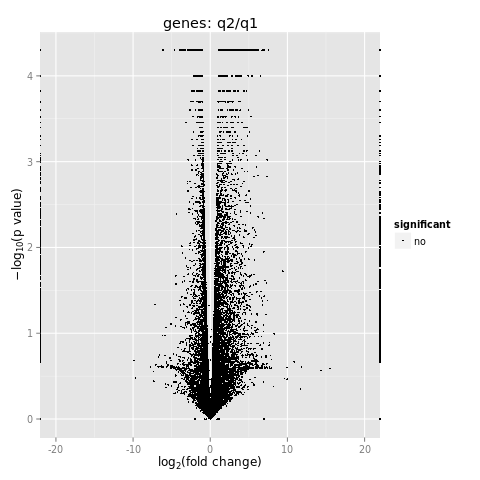 genes: q2/q1
4
3
2
1
0
−log10(p value)
-20
-10
0
10
20
log2(fold change)
significant
no